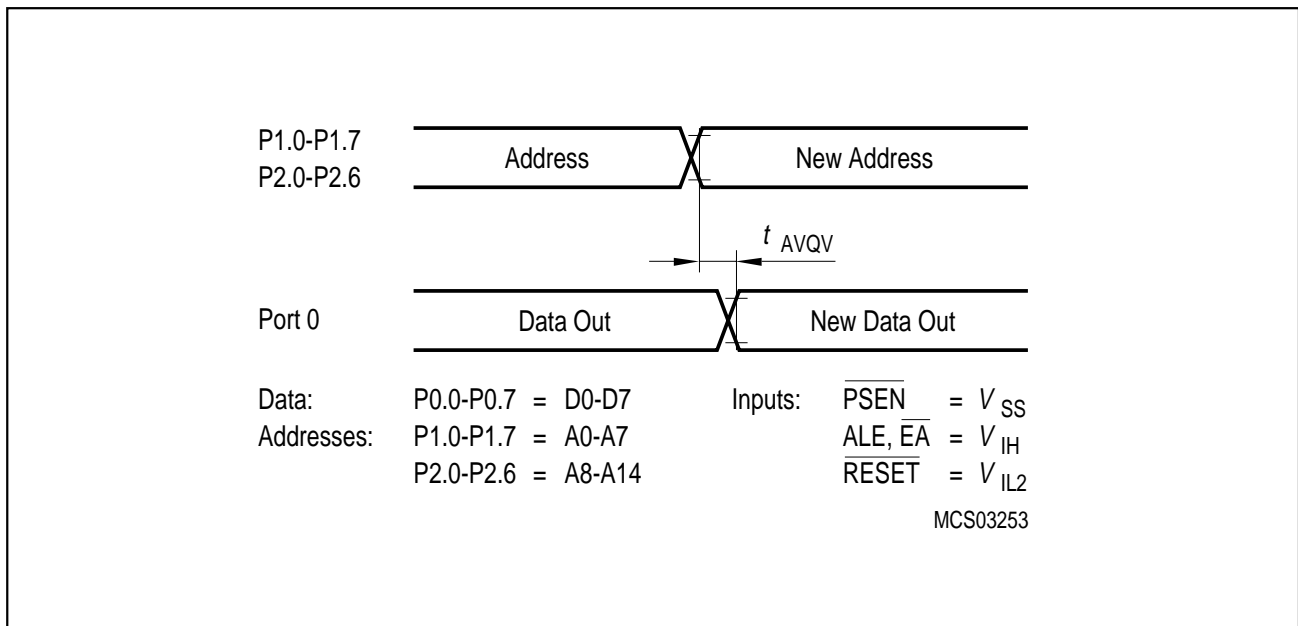 P1.0-P1.7
P2.0-P2.6
Address
New Address
t AVQV
Port 0
Data Out
New Data Out
Data: P0.0-P0.7 = D0-D7 Inputs: PSEN = V SS
Addresses: P1.0-P1.7 = A0-A7 ALE, EA = V IH
P2.0-P2.6 = A8-A14 RESET = V IL2
MCS03253